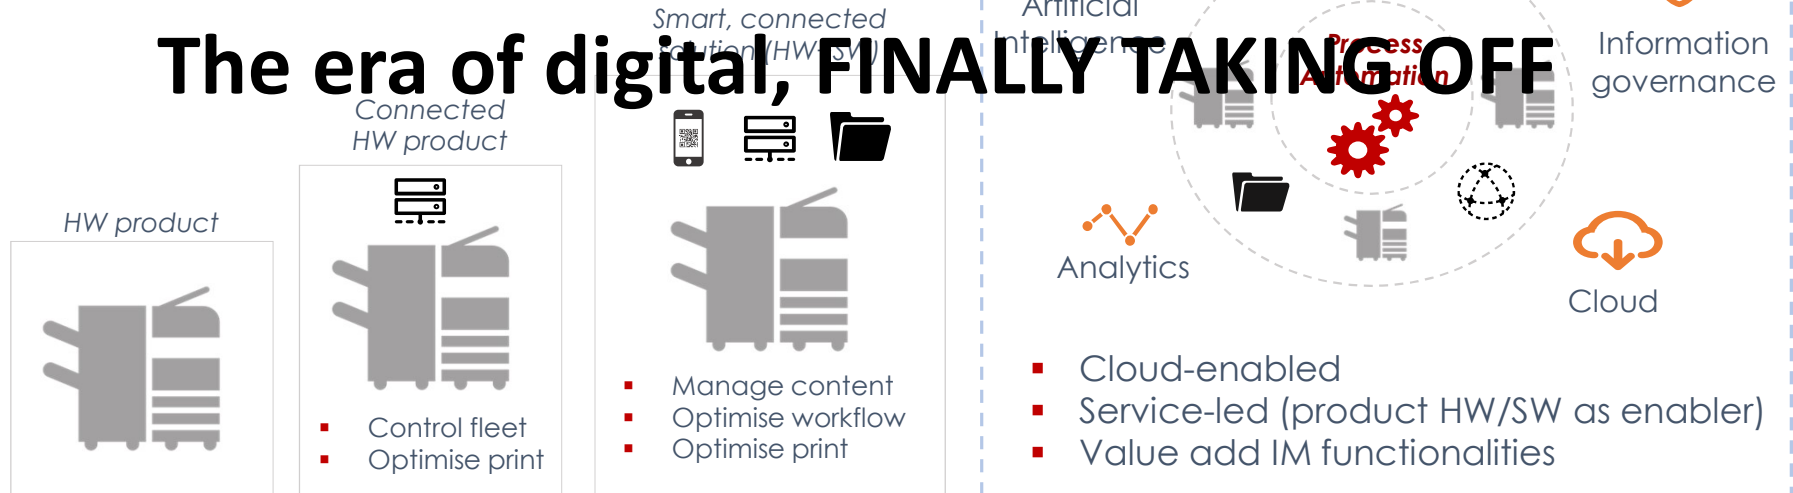 The era of digital, FINALLY TAKING OFF
HW product
Connected
HW product
Control fleet
Optimise print
Smart, connected
solution (HW+SW)
Manage content
Optimise workflow
Optimise print
Artificial
Intelligence
Process
Automation
Information
governance
Analytics
Cloud
Cloud-enabled
Service-led (product HW/SW as enabler)
Value add IM functionalities